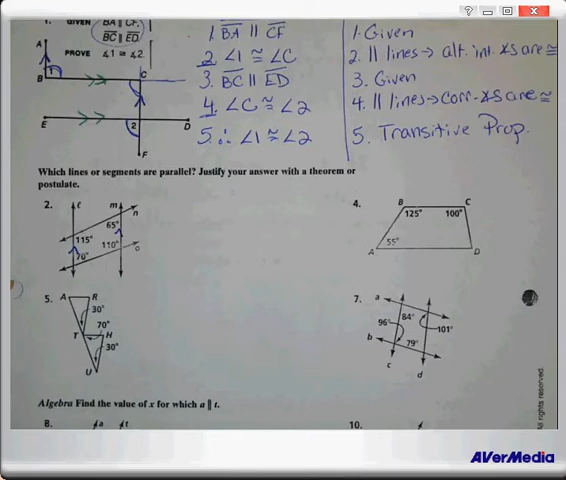 1. GIVEN BA ∥ CF,
BC ∥ ED.
PROVE ∡1 ≅ ∡2
A
1
B
C
E
2
D
F
1. BA ∥ CF
2. ∠1 ≅ ∠C
3. BC ∥ ED
4. ∠C ≅ ∠2
5. ∴ ∠1 ≅ ∠2
1. Given
2. ∥ lines → alt. int. ∡s are ≅
3. Given
4. ∥ lines → corr. ∡s are ≅
5. Transitive Prop.
Which lines or segments are parallel? Justify your answer with a theorem or
postulate.
2.
ℓ
m
n
65°
115°
110°
o
70°
4.
B
C
125°
100°
55°
A
D
5.
A
R
30°
70°
T
H
30°
U
7.
a
84°
96°
101°
b
79°
c
d
Algebra Find the value of x for which a ∥ t.
8.
a
t
10.
All rights reserved.
AVerMedia